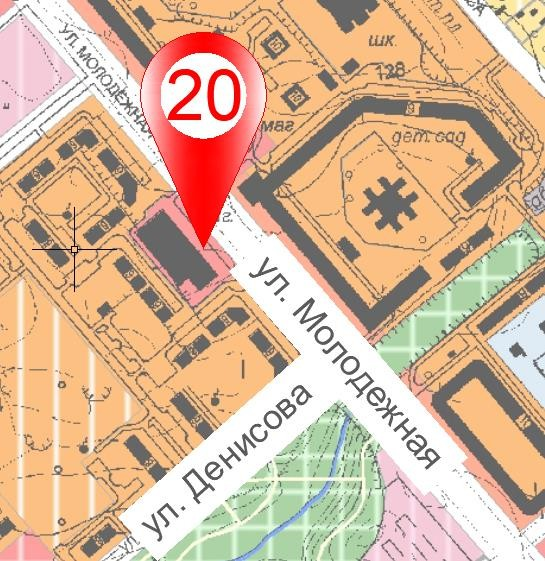 ул. Молодежная
20
шк.
128
маг
дет.сад
ул. Молодежная
ул. Денисова